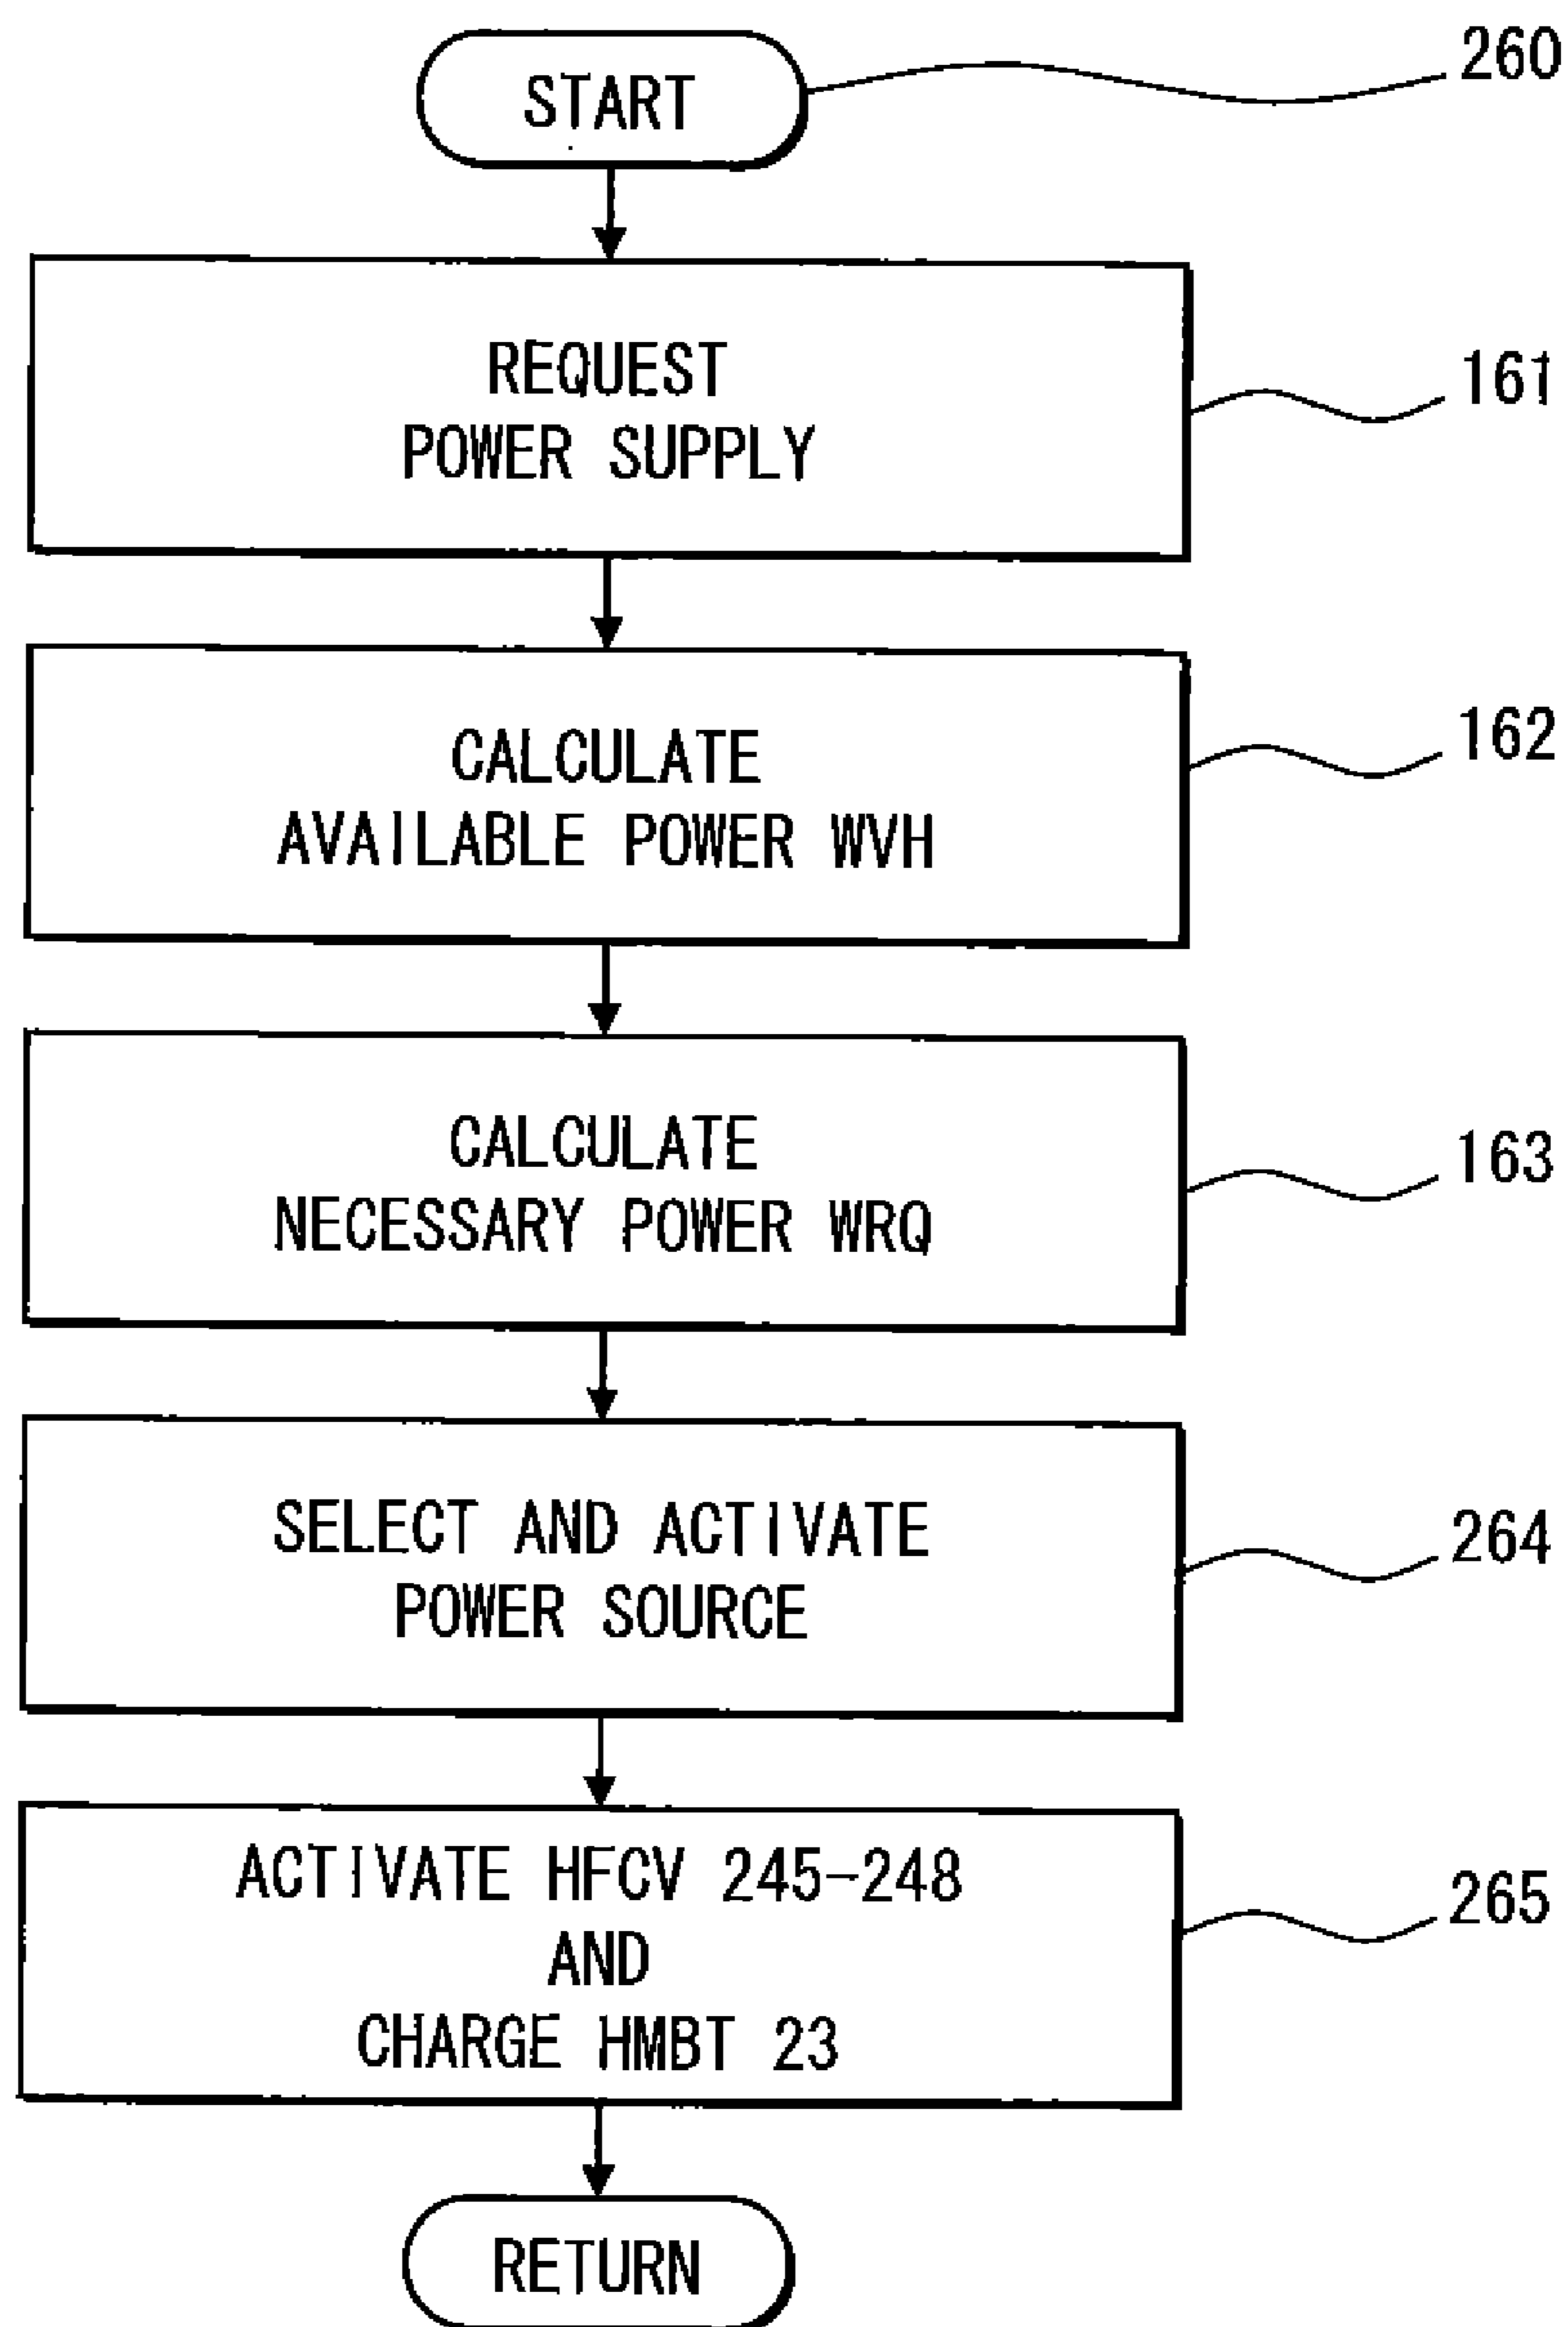 START
260
REQUEST
POWER SUPPLY
161
CALCULATE
AVAILABLE POWER WVH
162
CALCULATE
NECESSARY POWER WRQ
163
SELECT AND ACTIVATE
POWER SOURCE
264
ACTIVATE HFCV 245-248
AND
CHARGE HMBT 23
265
RETURN